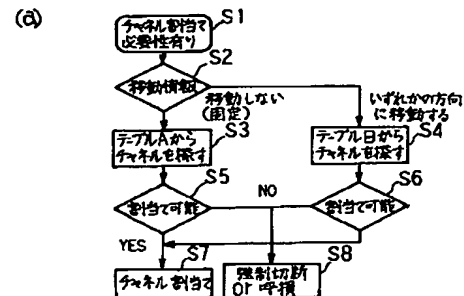 (a)
S1
チャネル割当て
必要性有り
S2
移動情報
移動しない
(固定)
いずれかの方向
に移動する
S3
テーブルAから
チャネルを探す
S4
テーブルBから
チャネルを探す
S5
割当て可能
NO
S6
割当て可能
YES
S7
チャネル割当て
S8
強制切断
or 呼損